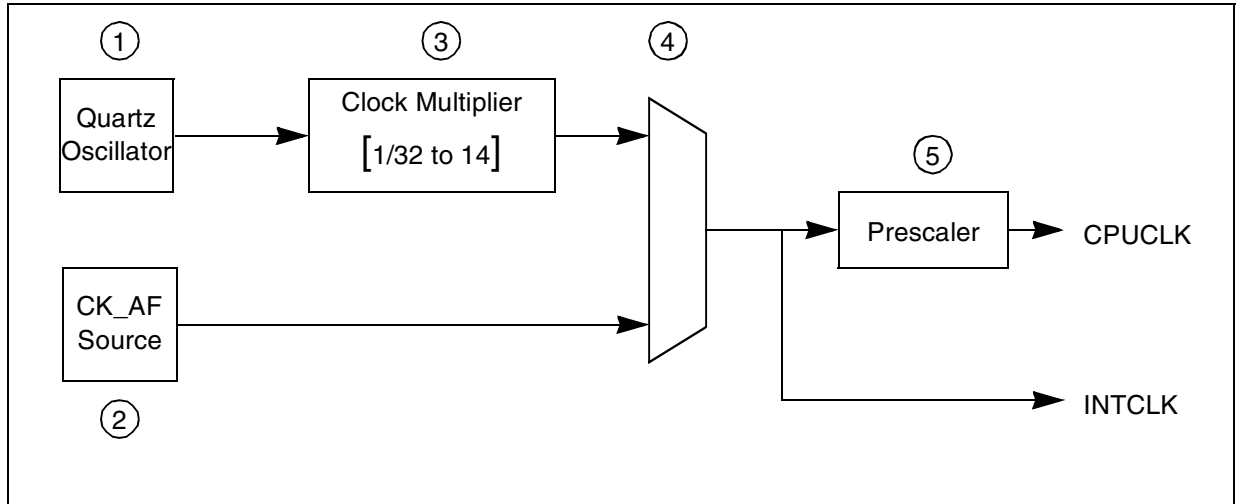 1
3
4
Quartz
Oscillator
Clock Multiplier
[1/32 to 14]
5
Prescaler
CPUCLK
CK_AF
Source
2
INTCLK